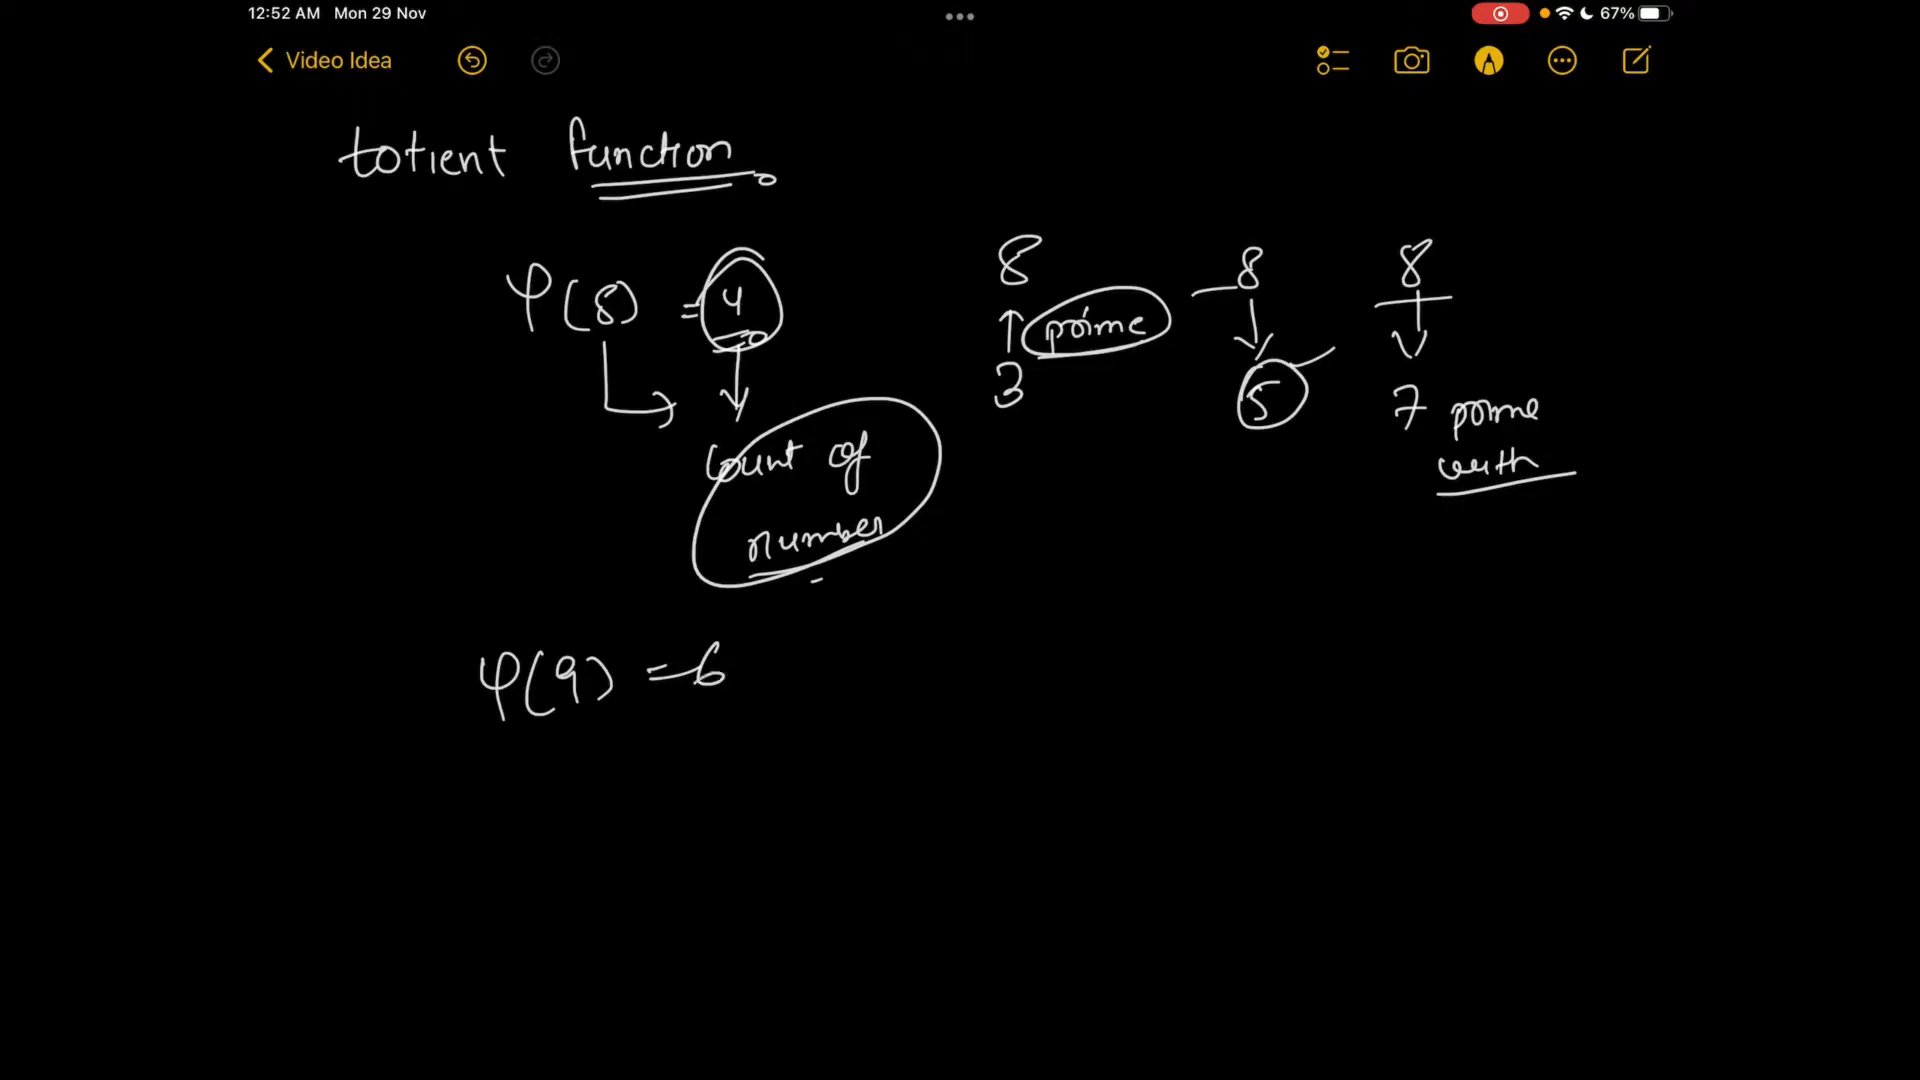 12:52 AM Mon 29 Nov
67%
Video Idea
totient function
φ(8) = 4
count of
number
8
↑ prime
3
8
↓
5
8
↓
7 prime
with
φ(9) = 6